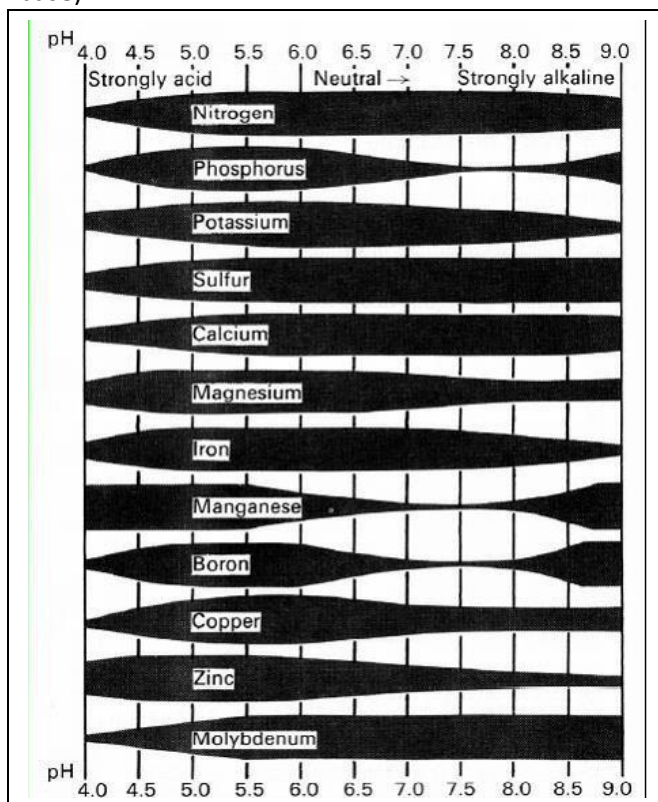 pH
4.0 4.5 5.0 5.5 6.0 6.5 7.0 7.5 8.0 8.5 9.0
Strongly acid Neutral → Strongly alkaline
Nitrogen
Phosphorus
Potassium
Sulfur
Calcium
Magnesium
Iron
Manganese
Boron
Copper
Zinc
Molybdenum
pH
4.0 4.5 5.0 5.5 6.0 6.5 7.0 7.5 8.0 8.5 9.0